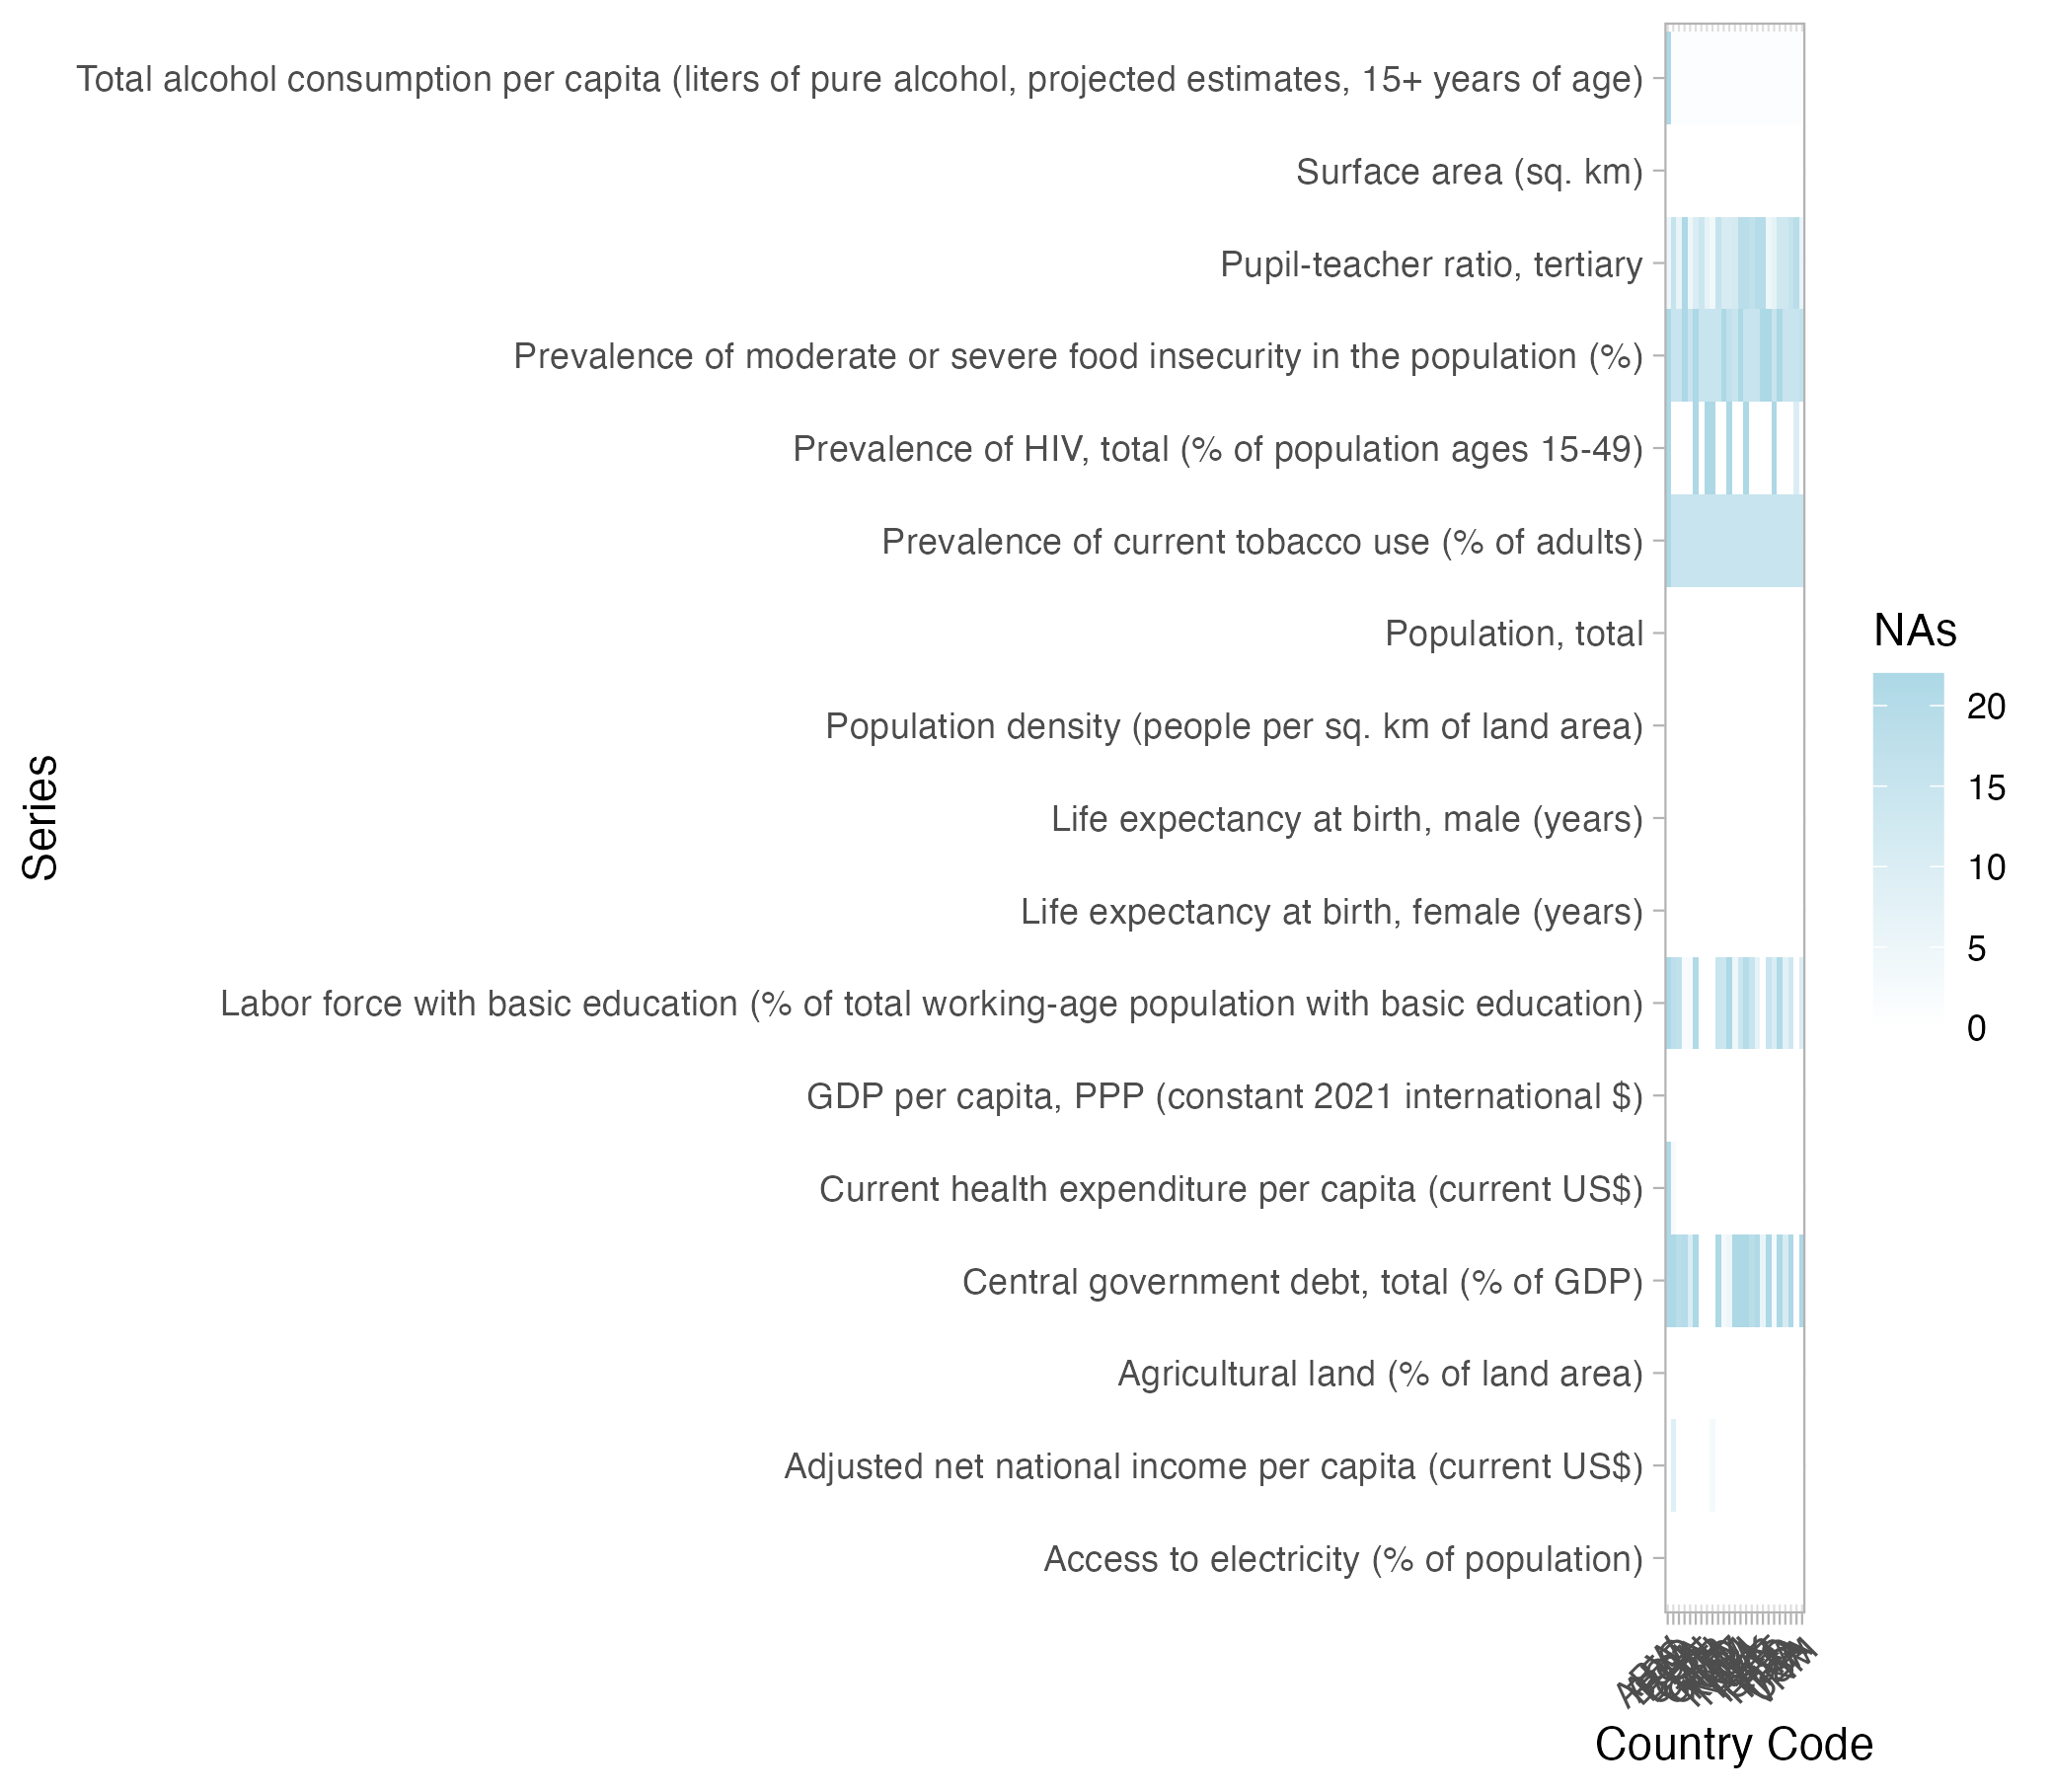 Total alcohol consumption per capita (liters of pure alcohol, projected estimates, 15+ years of age)
Surface area (sq. km)
Pupil-teacher ratio, tertiary
Prevalence of moderate or severe food insecurity in the population (%)
Prevalence of HIV, total (% of population ages 15-49)
Prevalence of current tobacco use (% of adults)
Population, total
Population density (people per sq. km of land area)
Life expectancy at birth, male (years)
Life expectancy at birth, female (years)
Labor force with basic education (% of total working-age population with basic education)
GDP per capita, PPP (constant 2021 international $)
Current health expenditure per capita (current US$)
Central government debt, total (% of GDP)
Agricultural land (% of land area)
Adjusted net national income per capita (current US$)
Access to electricity (% of population)
Series
Country Code
NAs
20
15
10
5
0